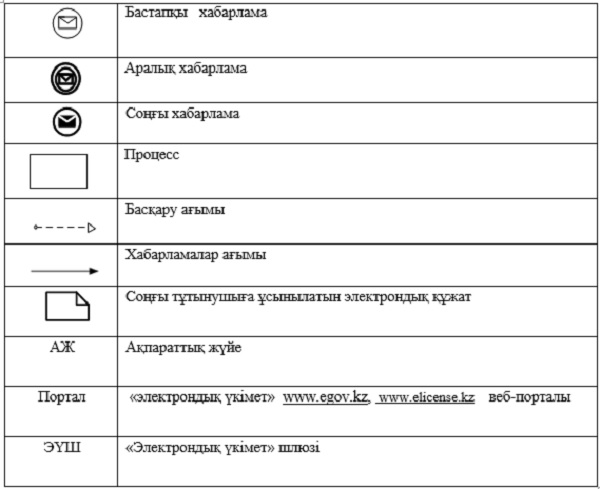 Бастапқы хабарлама
Аралық хабарлама
Соңғы хабарлама
Процесс
Басқару ағымы
Хабарламалар ағымы
Соңғы тұтынушыға ұсынылатын электрондық құжат
АЖ Ақпараттық жүйе
Портал «электрондық үкімет» www.egov.kz, www.elicense.kz веб-порталы
ЭҮШ «Электрондық үкімет» шлюзі